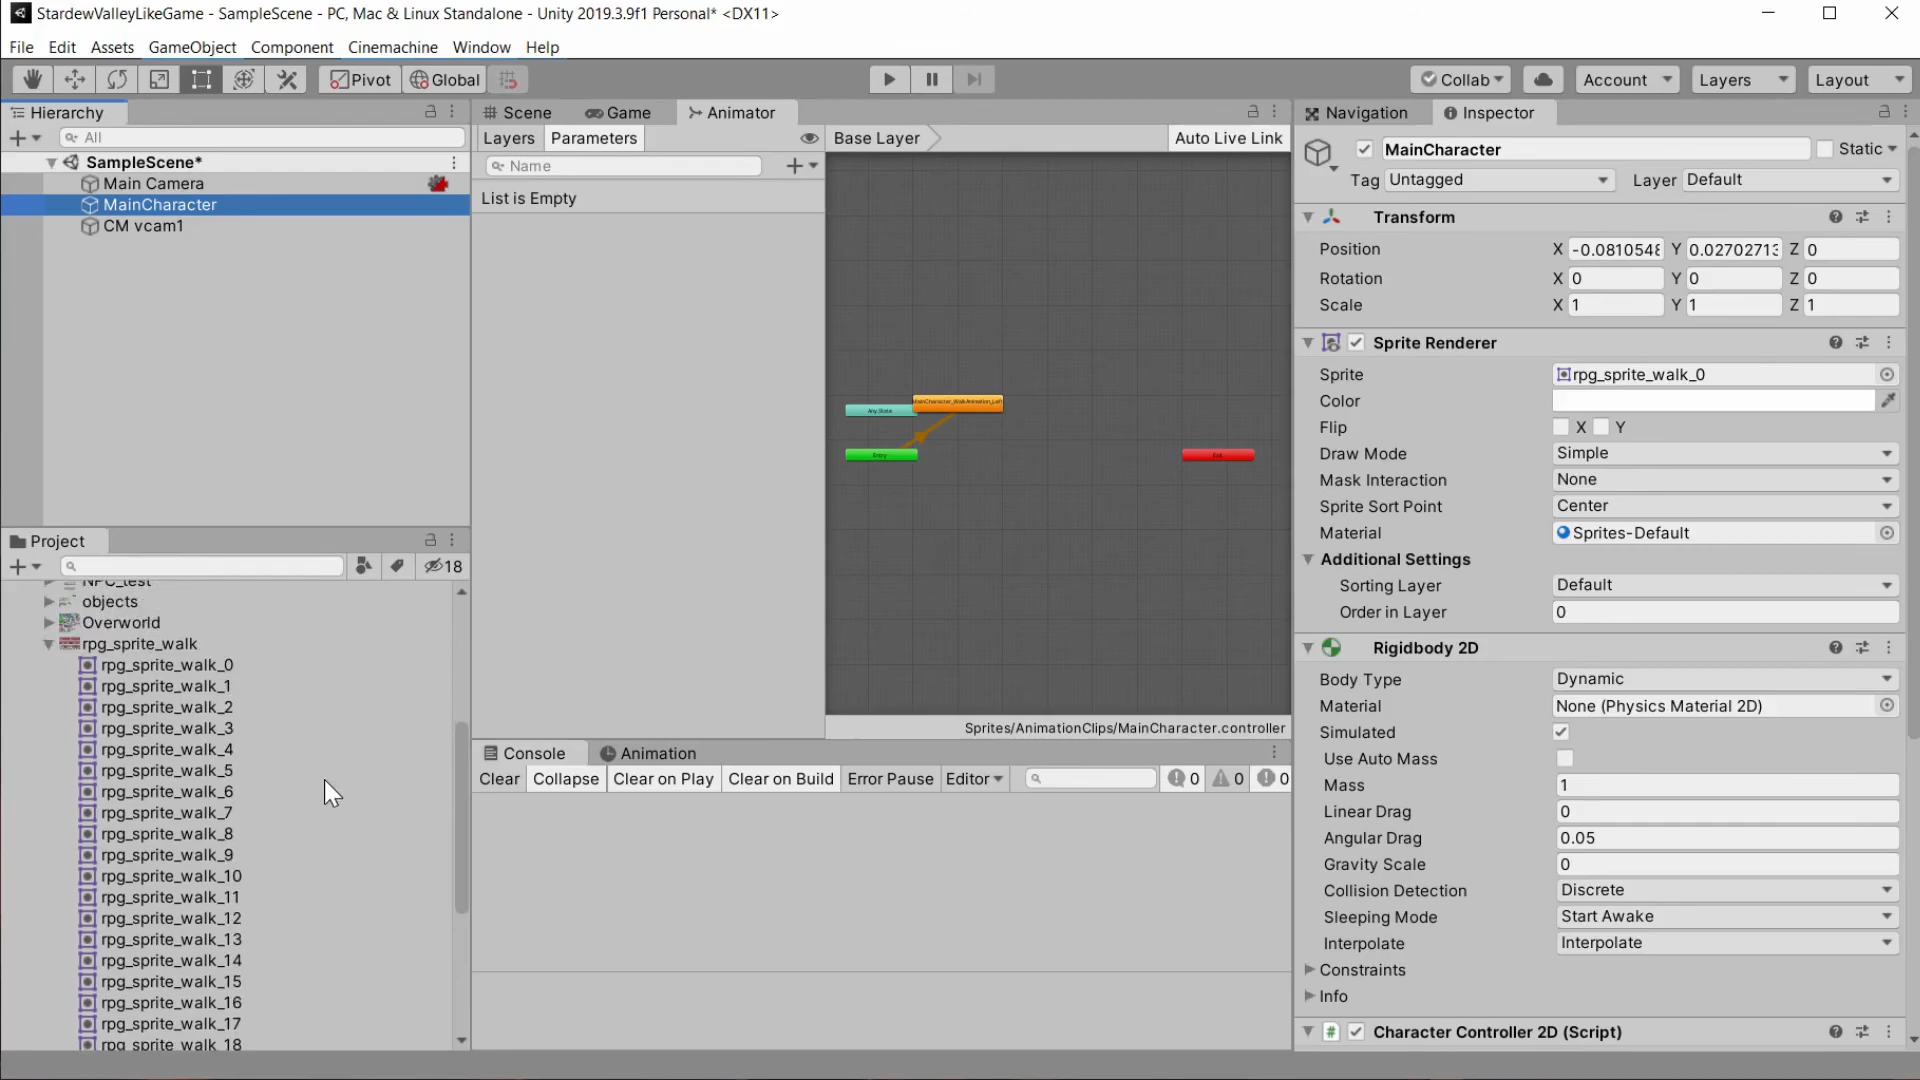 StardewValleyLikeGame - SampleScene - PC, Mac & Linux Standalone - Unity 2019.3.9f1 Personal* <DX11>
File Edit Assets GameObject Component Cinemachine Window Help
Pivot Global Collab Account Layers Layout
Hierarchy
All
SampleScene*
Main Camera
MainCharacter
CM vcam1
Project
18
NPC_test
objects
Overworld
rpg_sprite_walk
rpg_sprite_walk_0
rpg_sprite_walk_1
rpg_sprite_walk_2
rpg_sprite_walk_3
rpg_sprite_walk_4
rpg_sprite_walk_5
rpg_sprite_walk_6
rpg_sprite_walk_7
rpg_sprite_walk_8
rpg_sprite_walk_9
rpg_sprite_walk_10
rpg_sprite_walk_11
rpg_sprite_walk_12
rpg_sprite_walk_13
rpg_sprite_walk_14
rpg_sprite_walk_15
rpg_sprite_walk_16
rpg_sprite_walk_17
rpg_sprite_walk_18
Scene Game Animator
Layers Parameters Base Layer Auto Live Link
Name
List is Empty
Any State
MainCharacter_WalkAnimation_Left
Entry
Exit
Sprites/AnimationClips/MainCharacter.controller
Console Animation
Clear Collapse Clear on Play Clear on Build Error Pause Editor 0 0 0
Navigation Inspector
MainCharacter Static
Tag Untagged Layer Default
Transform
Position X -0.0810548 Y 0.02702713 Z 0
Rotation X 0 Y 0 Z 0
Scale X 1 Y 1 Z 1
Sprite Renderer
Sprite rpg_sprite_walk_0
Color
Flip X Y
Draw Mode Simple
Mask Interaction None
Sprite Sort Point Center
Material Sprites-Default
Additional Settings
Sorting Layer Default
Order in Layer 0
Rigidbody 2D
Body Type Dynamic
Material None (Physics Material 2D)
Simulated
Use Auto Mass
Mass 1
Linear Drag 0
Angular Drag 0.05
Gravity Scale 0
Collision Detection Discrete
Sleeping Mode Start Awake
Interpolate Interpolate
Constraints
Info
# Character Controller 2D (Script)